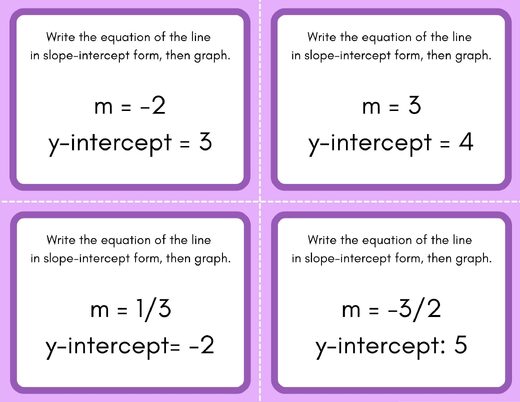 Write the equation of the line
in slope-intercept form, then graph.
m = -2
y-intercept = 3
Write the equation of the line
in slope-intercept form, then graph.
m = 3
y-intercept = 4
Write the equation of the line
in slope-intercept form, then graph.
m = 1/3
y-intercept= -2
Write the equation of the line
in slope-intercept form, then graph.
m = -3/2
y-intercept: 5